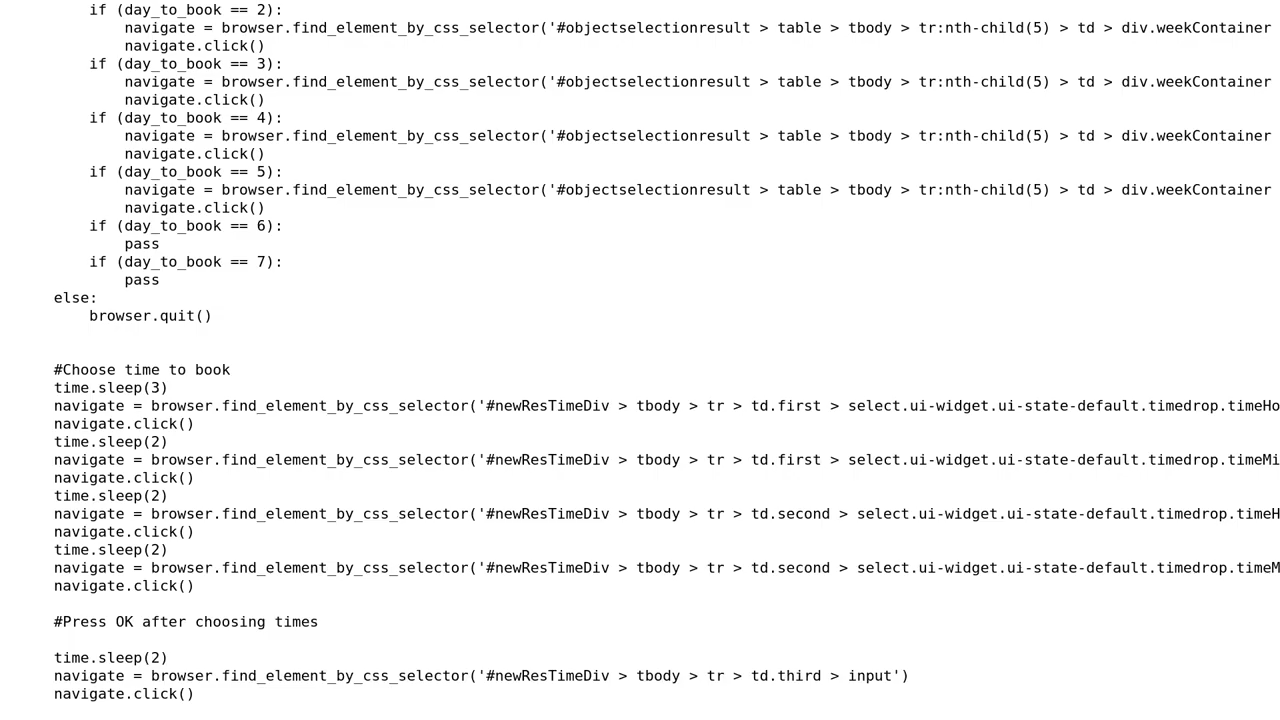 if (day_to_book == 2):
navigate = browser.find_element_by_css_selector('#objectselectionresult > table > tbody > tr:nth-child(5) > td > div.weekContainer
navigate.click()
if (day_to_book == 3):
navigate = browser.find_element_by_css_selector('#objectselectionresult > table > tbody > tr:nth-child(5) > td > div.weekContainer
navigate.click()
if (day_to_book == 4):
navigate = browser.find_element_by_css_selector('#objectselectionresult > table > tbody > tr:nth-child(5) > td > div.weekContainer
navigate.click()
if (day_to_book == 5):
navigate = browser.find_element_by_css_selector('#objectselectionresult > table > tbody > tr:nth-child(5) > td > div.weekContainer
navigate.click()
if (day_to_book == 6):
pass
if (day_to_book == 7):
pass
else:
browser.quit()
#Choose time to book
time.sleep(3)
navigate = browser.find_element_by_css_selector('#newResTimeDiv > tbody > tr > td.first > select.ui-widget.ui-state-default.timedrop.timeHo
navigate.click()
time.sleep(2)
navigate = browser.find_element_by_css_selector('#newResTimeDiv > tbody > tr > td.first > select.ui-widget.ui-state-default.timedrop.timeMi
navigate.click()
time.sleep(2)
navigate = browser.find_element_by_css_selector('#newResTimeDiv > tbody > tr > td.second > select.ui-widget.ui-state-default.timedrop.timeH
navigate.click()
time.sleep(2)
navigate = browser.find_element_by_css_selector('#newResTimeDiv > tbody > tr > td.second > select.ui-widget.ui-state-default.timedrop.timeM
navigate.click()
#Press OK after choosing times
time.sleep(2)
navigate = browser.find_element_by_css_selector('#newResTimeDiv > tbody > tr > td.third > input')
navigate.click()